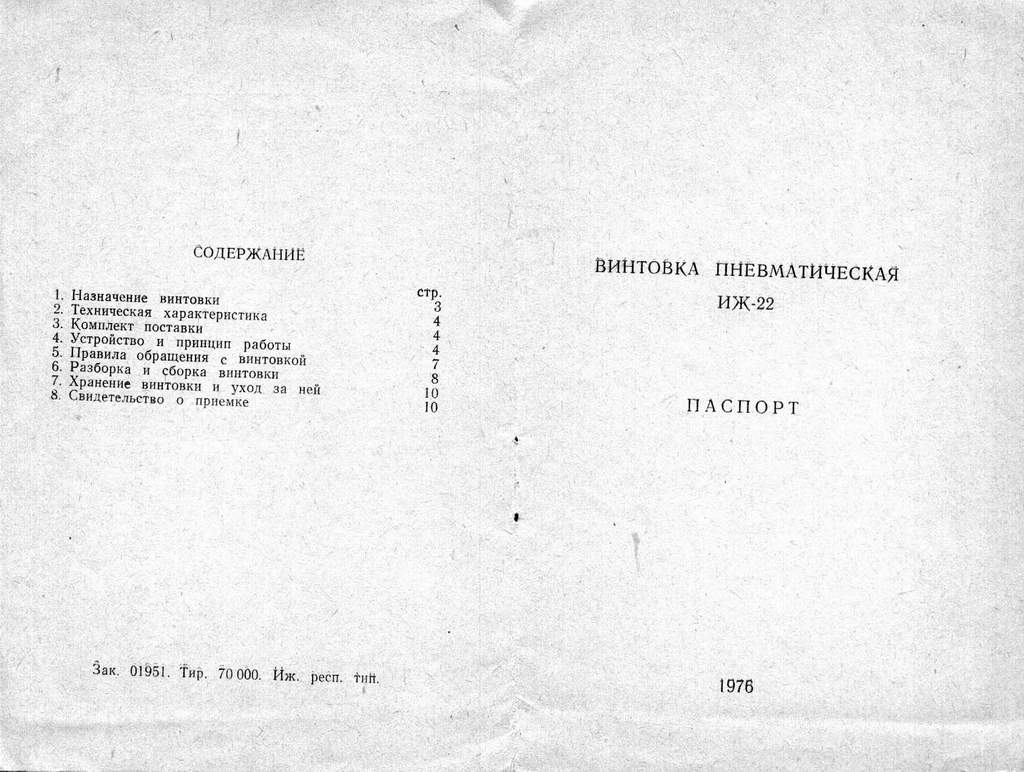 СОДЕРЖАНИЕ
стр.
1. Назначение винтовки 3
2. Техническая характеристика 4
3. Комплект поставки 4
4. Устройство и принцип работы 4
5. Правила обращения с винтовкой 7
6. Разборка и сборка винтовки 8
7. Хранение винтовки и уход за ней 10
8. Свидетельство о приемке 10
Зак. 01951. Тир. 70 000. Иж. респ. тип.
ВИНТОВКА ПНЕВМАТИЧЕСКАЯ
ИЖ-22
ПАСПОРТ
1976